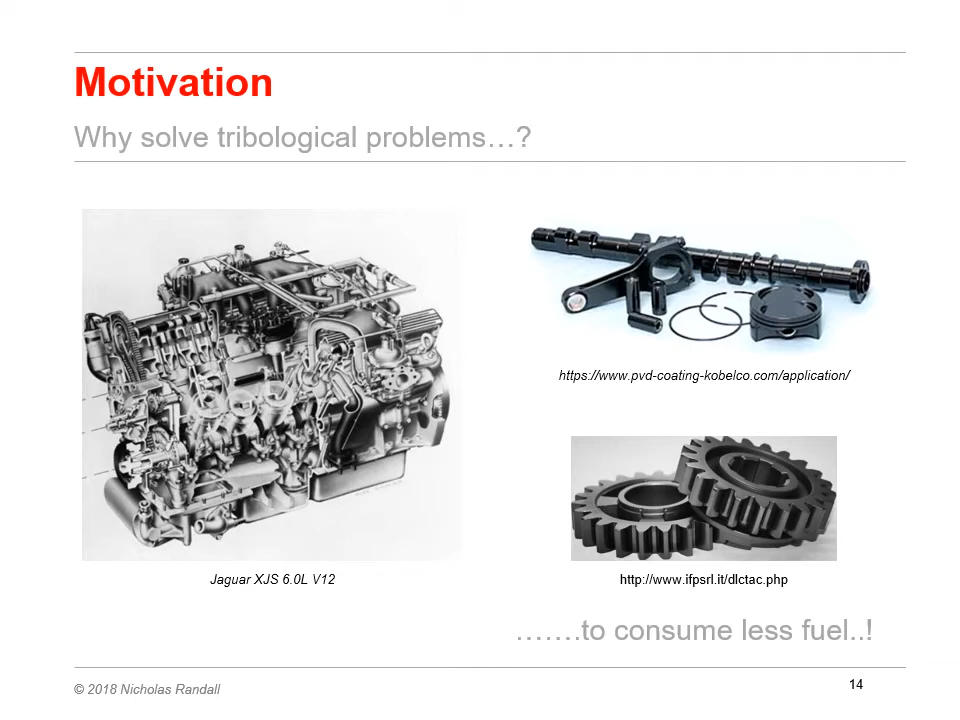 Motivation
Why solve tribological problems…?
https://www.pvd-coating-kobelco.com/application/
Jaguar XJS 6.0L V12
http://www.ifpsrl.it/dlctac.php
…….to consume less fuel..!
© 2018 Nicholas Randall
14